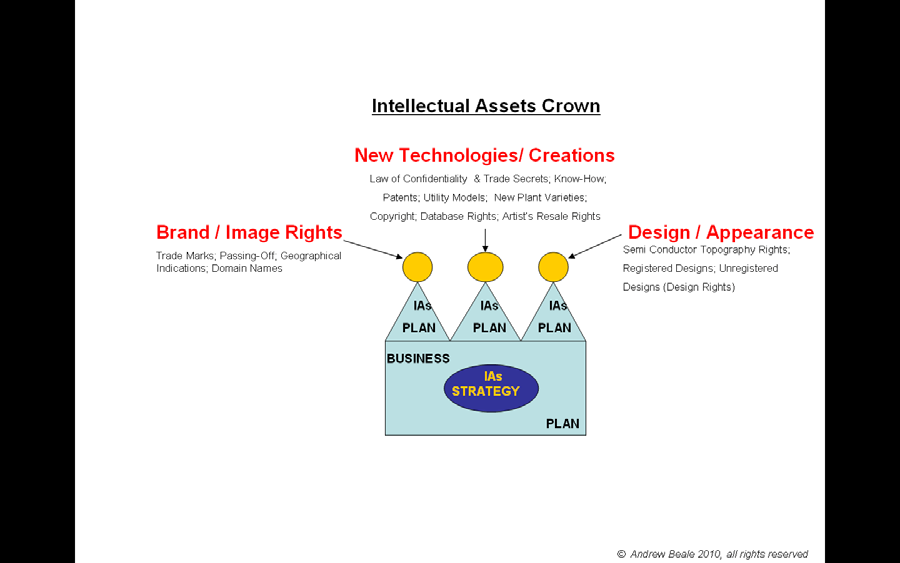 Intellectual Assets Crown
New Technologies/ Creations
Law of Confidentiality & Trade Secrets; Know-How;
Patents; Utility Models; New Plant Varieties;
Copyright; Database Rights; Artist's Resale Rights
Brand / Image Rights
Trade Marks; Passing-Off; Geographical
Indications; Domain Names
Design / Appearance
Semi Conductor Topography Rights;
Registered Designs; Unregistered
Designs (Design Rights)
IAs
PLAN
IAs
PLAN
IAs
PLAN
BUSINESS
IAs
STRATEGY
PLAN
© Andrew Beale 2010, all rights reserved